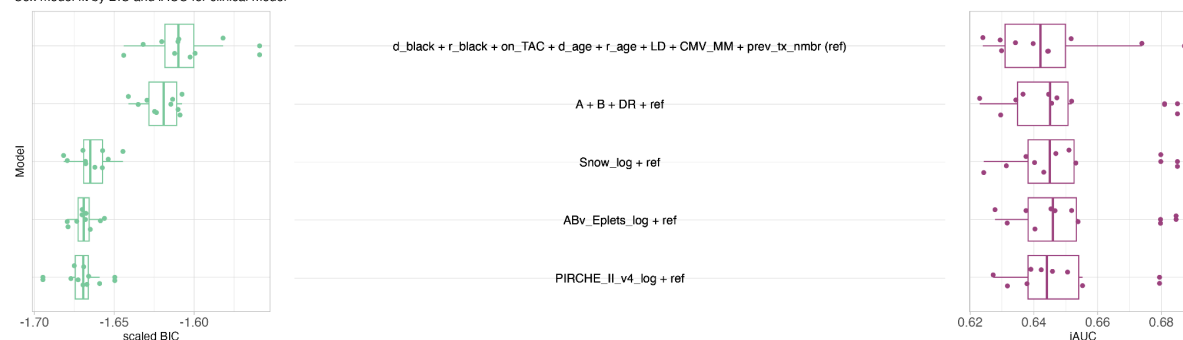 d_black + r_black + on_TAC + d_age + r_age + LD + CMV_MM + prev_tx_nmbr (ref)
A + B + DR + ref
Snow_log + ref
ABv_Eplets_log + ref
PIRCHE_II_v4_log + ref
Model
-1.70 -1.65 -1.60
scaled BIC
0.62 0.64 0.66 0.68
iAUC